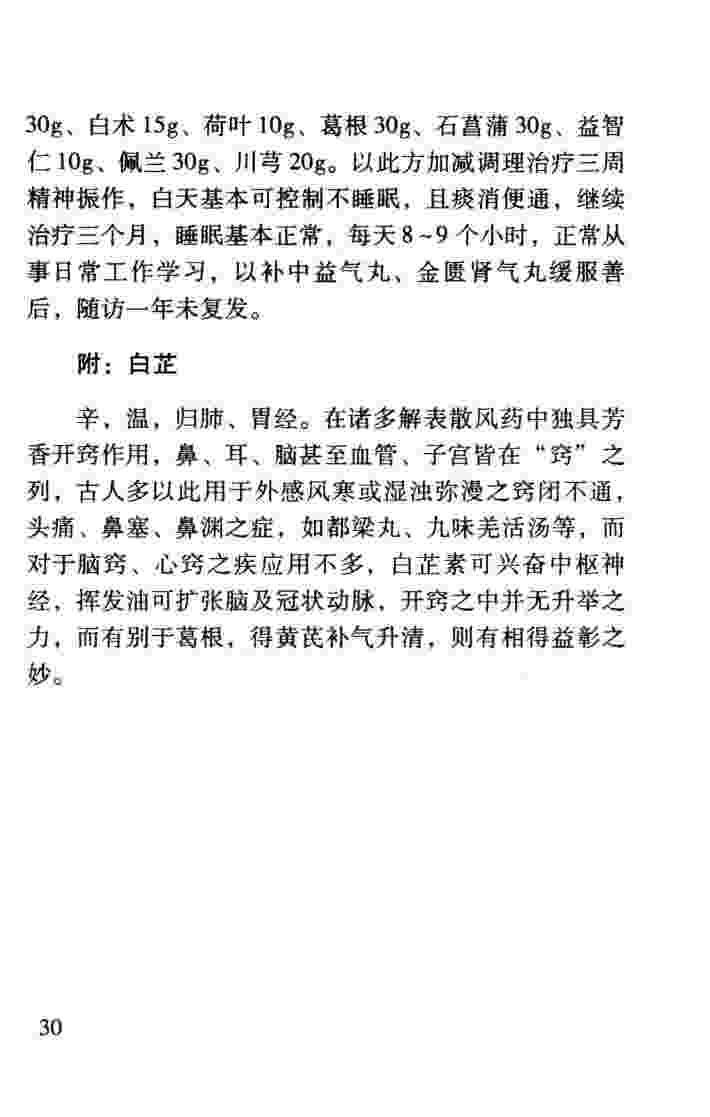 30g、白术 15g、荷叶 10g、葛根 30g、石菖蒲 30g、益智
仁 10g、佩兰 30g、川芎 20g。以此方加减调理治疗三周
精神振作，白天基本可控制不睡眠，且痰消便通，继续
治疗三个月，睡眠基本正常，每天 8～9 个小时，正常从
事日常工作学习，以补中益气丸、金匮肾气丸缓服善
后，随访一年未复发。
附：白芷
辛，温，归肺、胃经。在诸多解表散风药中独具芳
香开窍作用，鼻、耳、脑甚至血管、子宫皆在“窍”之
列，古人多以此用于外感风寒或湿浊弥漫之窍闭不通，
头痛、鼻塞、鼻渊之症，如都梁丸、九味羌活汤等，而
对于脑窍、心窍之疾应用不多，白芷素可兴奋中枢神
经，挥发油可扩张脑及冠状动脉，开窍之中并无升举之
力，而有别于葛根，得黄芪补气升清，则有相得益彰之
妙。
30